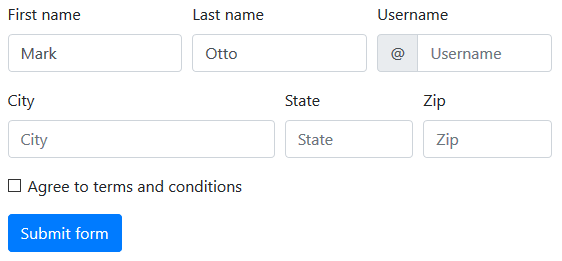 First name Last name Username
Mark Otto @ Username
City State Zip
City State Zip
Agree to terms and conditions
Submit form